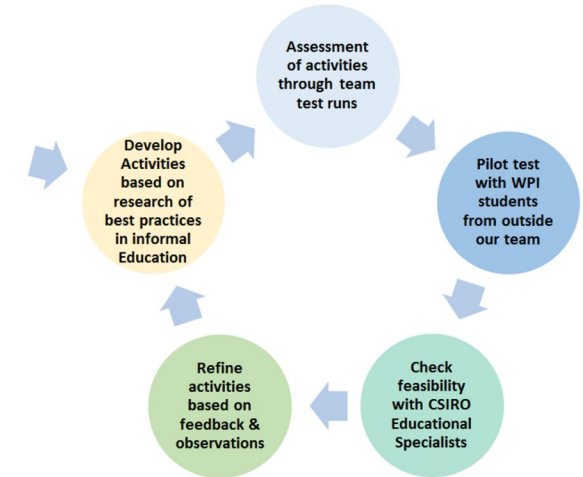 Assessment
of activities
through team
test runs
Pilot test
with WPI
students
from outside
our team
Check
feasibility
with CSIRO
Educational
Specialists
Refine
activities
based on
feedback &
observations
Develop
Activities
based on
research of
best practices
in informal
Education